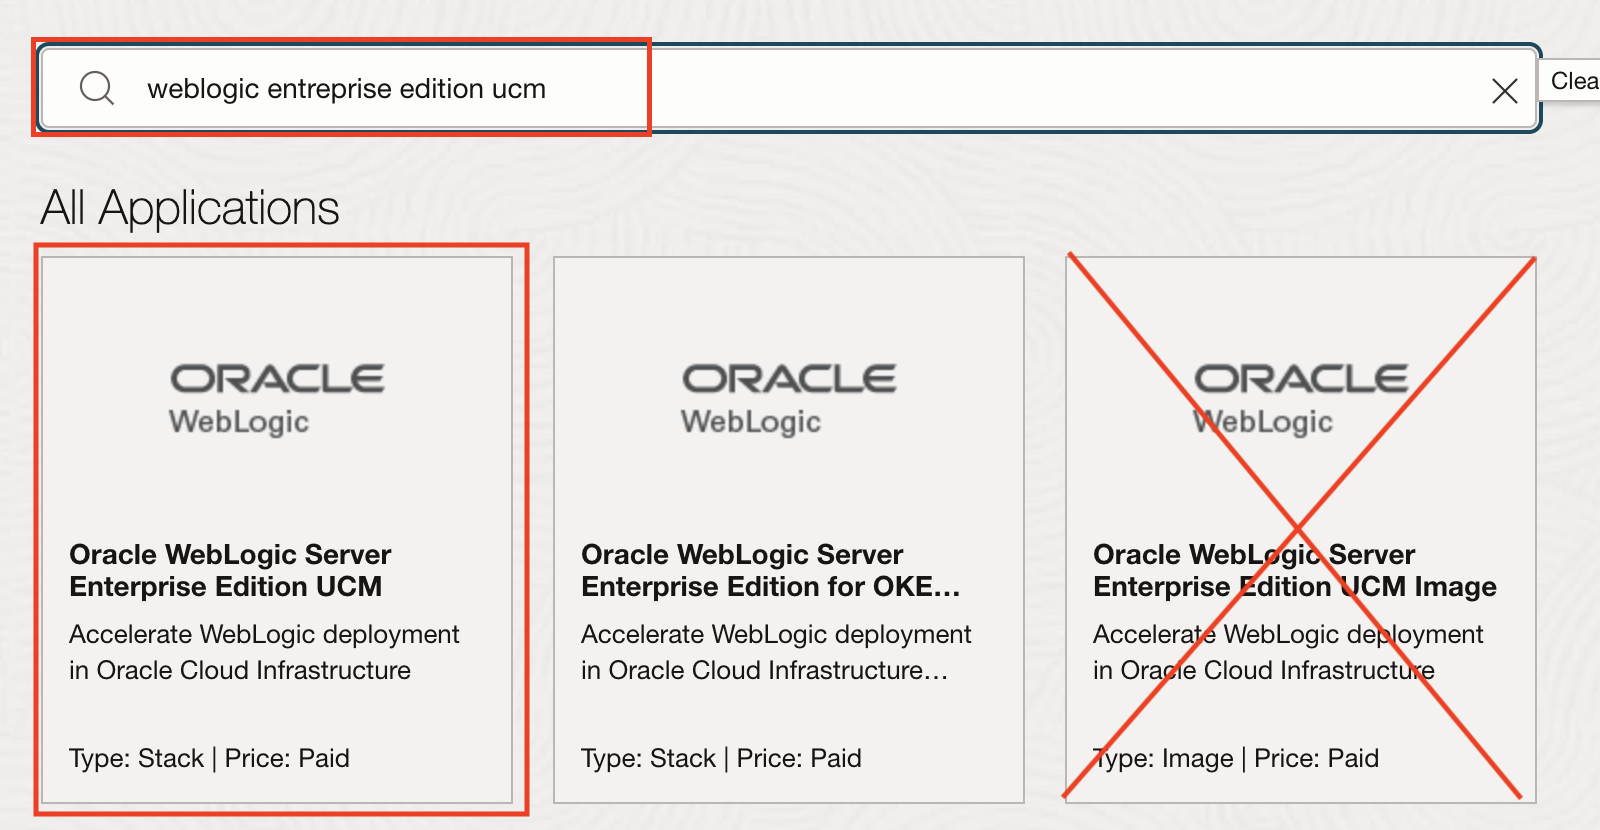 weblogic entreprise edition ucm
Clea
All Applications
ORACLE
WebLogic
Oracle WebLogic Server
Enterprise Edition UCM
Accelerate WebLogic deployment
in Oracle Cloud Infrastructure
Type: Stack | Price: Paid
ORACLE
WebLogic
Oracle WebLogic Server
Enterprise Edition for OKE...
Accelerate WebLogic deployment
in Oracle Cloud Infrastructure...
Type: Stack | Price: Paid
ORACLE
WebLogic
Oracle WebLogic Server
Enterprise Edition UCM Image
Accelerate WebLogic deployment
in Oracle Cloud Infrastructure
Type: Image | Price: Paid